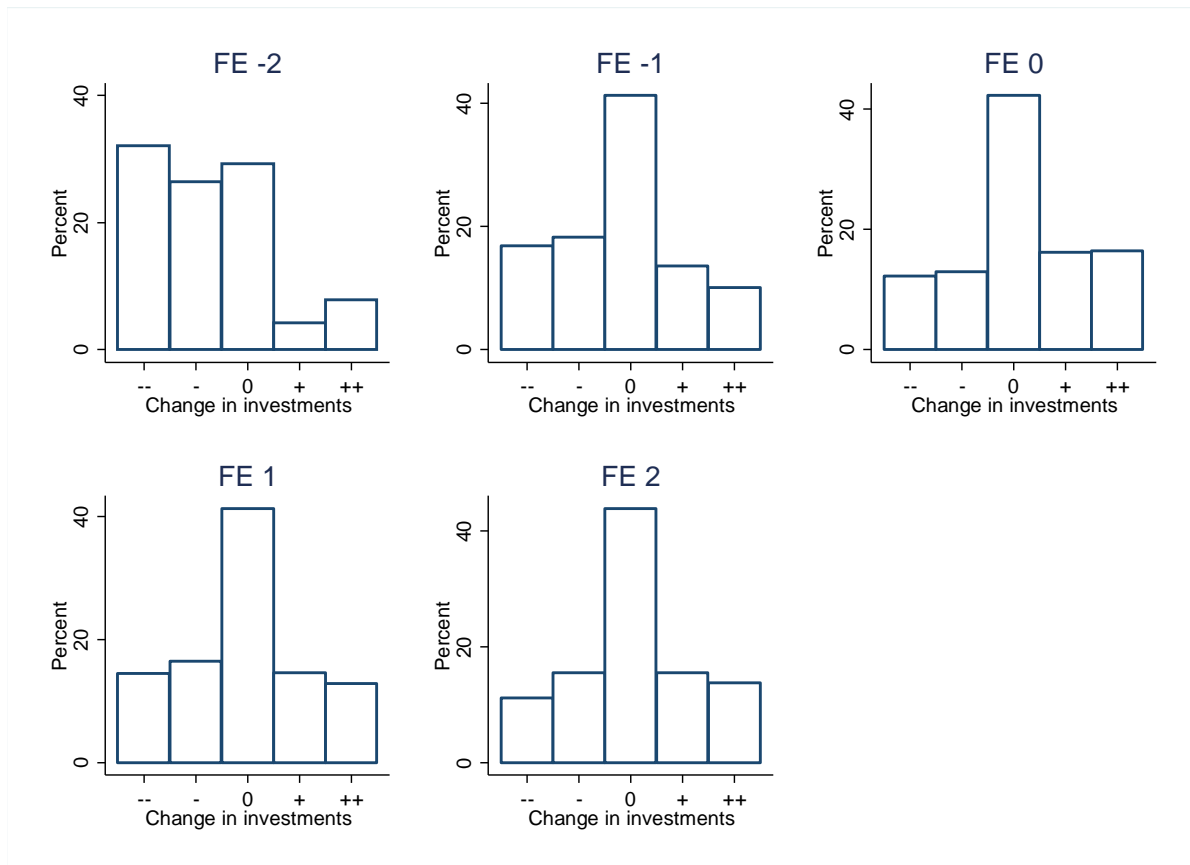 FE -2
Percent
0 20 40
-- - 0 + ++
Change in investments
FE -1
Percent
0 20 40
-- - 0 + ++
Change in investments
FE 0
Percent
0 20 40
-- - 0 + ++
Change in investments
FE 1
Percent
0 20 40
-- - 0 + ++
Change in investments
FE 2
Percent
0 20 40
-- - 0 + ++
Change in investments